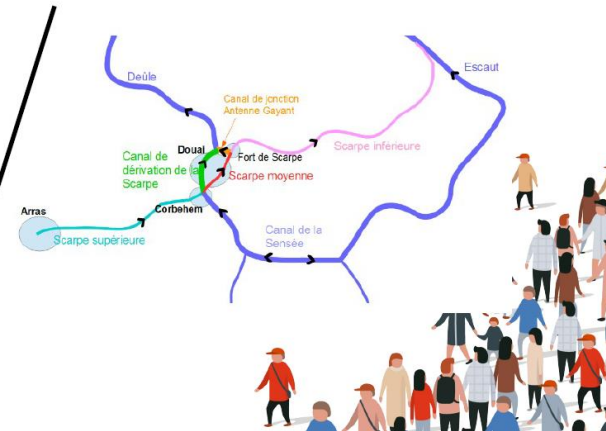 Deûle
Escaut
Canal de jonction
Antenne Gayant
Douai
Canal de
dérivation de la
Scarpe
Fort de Scarpe
Scarpe inférieure
Scarpe moyenne
Arras
Corbehem
Scarpe supérieure
Canal de la
Sensée